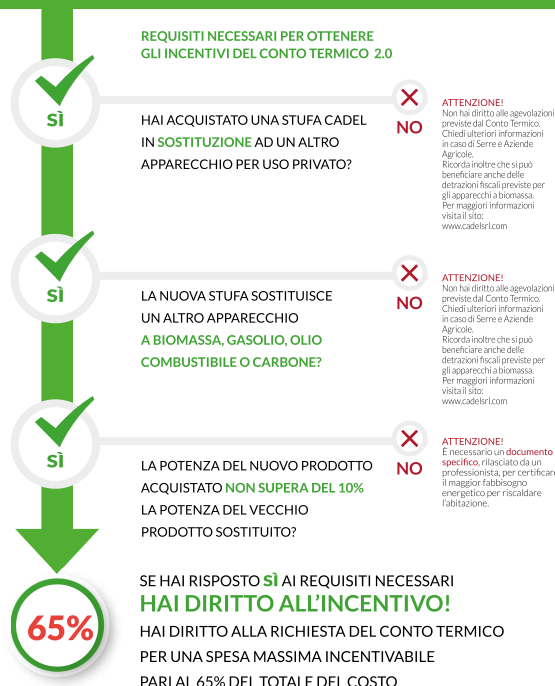 REQUISITI NECESSARI PER OTTENERE
GLI INCENTIVI DEL CONTO TERMICO 2.0
SÌ
HAI ACQUISTATO UNA STUFA CADEL
IN SOSTITUZIONE AD UN ALTRO
APPARECCHIO PER USO PRIVATO?
NO
ATTENZIONE!
Non hai diritto alle agevolazioni
previste dal Conto Termico.
Chiedi ulteriori informazioni
in caso di Serre e Aziende
Agricole.
Ricorda inoltre che si può
beneficiare anche delle
detrazioni fiscali previste per
gli apparecchi a biomassa.
Per maggiori informazioni
visita il sito:
www.cadelsrl.com
SÌ
LA NUOVA STUFA SOSTITUISCE
UN ALTRO APPARECCHIO
A BIOMASSA, GASOLIO, OLIO
COMBUSTIBILE O CARBONE?
NO
ATTENZIONE!
Non hai diritto alle agevolazioni
previste dal Conto Termico.
Chiedi ulteriori informazioni
in caso di Serre e Aziende
Agricole.
Ricorda inoltre che si può
beneficiare anche delle
detrazioni fiscali previste per
gli apparecchi a biomassa.
Per maggiori informazioni
visita il sito:
www.cadelsrl.com
SÌ
LA POTENZA DEL NUOVO PRODOTTO
ACQUISTATO NON SUPERA DEL 10%
LA POTENZA DEL VECCHIO
PRODOTTO SOSTITUITO?
NO
ATTENZIONE!
È necessario un documento
specifico, rilasciato da un
professionista, per certificare
il maggior fabbisogno
energetico per riscaldare
l'abitazione.
65%
SE HAI RISPOSTO SÌ AI REQUISITI NECESSARI
HAI DIRITTO ALL'INCENTIVO!
HAI DIRITTO ALLA RICHIESTA DEL CONTO TERMICO
PER UNA SPESA MASSIMA INCENTIVABILE
PARI AL 65% DEL TOTALE DEL COSTO